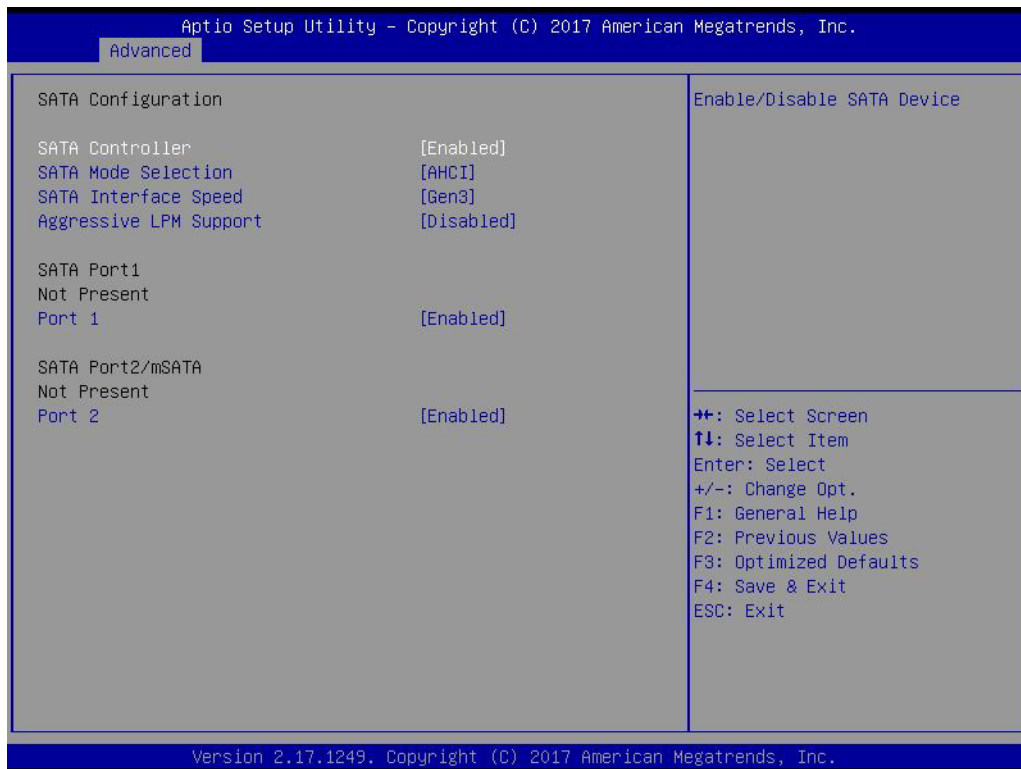 Aptio Setup Utility – Copyright (C) 2017 American Megatrends, Inc.
Advanced
SATA Configuration
SATA Controller [Enabled]
SATA Mode Selection [AHCI]
SATA Interface Speed [Gen3]
Aggressive LPM Support [Disabled]
SATA Port1
Not Present
Port 1 [Enabled]
SATA Port2/mSATA
Not Present
Port 2 [Enabled]
Enable/Disable SATA Device
→←: Select Screen
↑↓: Select Item
Enter: Select
+/-: Change Opt.
F1: General Help
F2: Previous Values
F3: Optimized Defaults
F4: Save & Exit
ESC: Exit
Version 2.17.1249. Copyright (C) 2017 American Megatrends, Inc.